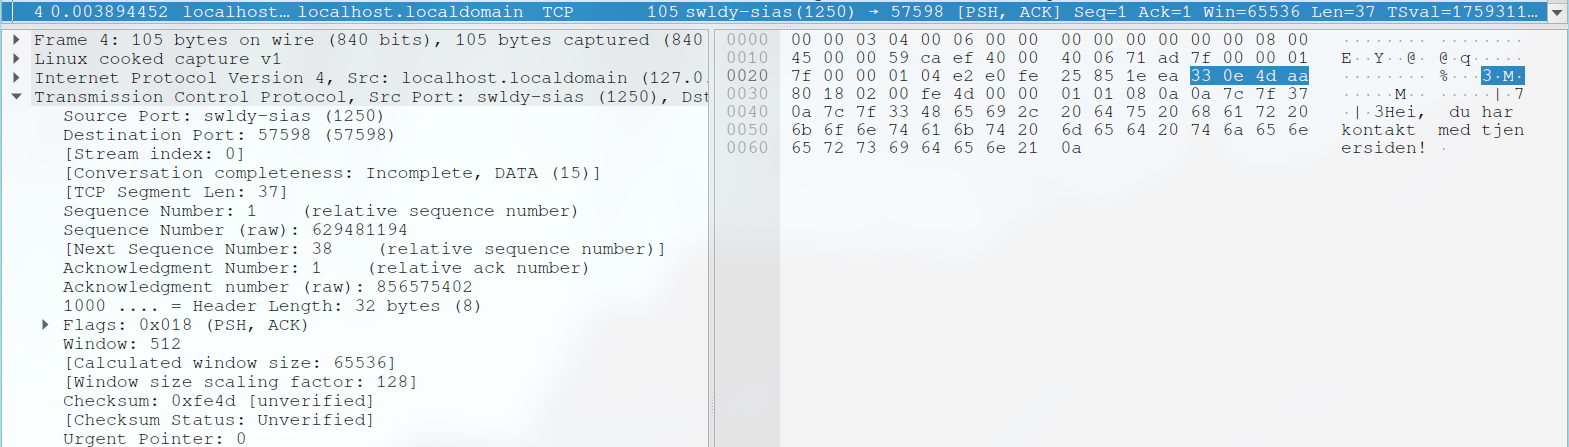 4 0.003894452 localhost… localhost.localdomain TCP 105 swldy-sias(1250) → 57598 [PSH, ACK] Seq=1 Ack=1 Win=65536 Len=37 TSval=1759311…
Frame 4: 105 bytes on wire (840 bits), 105 bytes captured (840
Linux cooked capture v1
Internet Protocol Version 4, Src: localhost.localdomain (127.0.
Transmission Control Protocol, Src Port: swldy-sias (1250), Dst
Source Port: swldy-sias (1250)
Destination Port: 57598 (57598)
[Stream index: 0]
[Conversation completeness: Incomplete, DATA (15)]
[TCP Segment Len: 37]
Sequence Number: 1    (relative sequence number)
Sequence Number (raw): 629481194
[Next Sequence Number: 38    (relative sequence number)]
Acknowledgment Number: 1    (relative ack number)
Acknowledgment number (raw): 856575402
1000 .... = Header Length: 32 bytes (8)
Flags: 0x018 (PSH, ACK)
Window: 512
[Calculated window size: 65536]
[Window size scaling factor: 128]
Checksum: 0xfe4d [unverified]
[Checksum Status: Unverified]
Urgent Pointer: 0
0000 00 00 03 04 00 06 00 00 00 00 00 00 00 00 08 00 ········ ········
0010 45 00 00 59 ca ef 40 00 40 06 71 ad 7f 00 00 01 E··Y··@· @·q·····
0020 7f 00 00 01 04 e2 e0 fe 25 85 1e ea 33 0e 4d aa ········ %···3·M·
0030 80 18 02 00 fe 4d 00 00 01 01 08 0a 0a 7c 7f 37 ·····M·· ·····|·7
0040 0a 7c 7f 33 48 65 69 2c 20 64 75 20 68 61 72 20 ·|·3Hei, du har
0050 6b 6f 6e 74 61 6b 74 20 6d 65 64 20 74 6a 65 6e kontakt med tjen
0060 65 72 73 69 64 65 6e 21 0a ersiden! ·